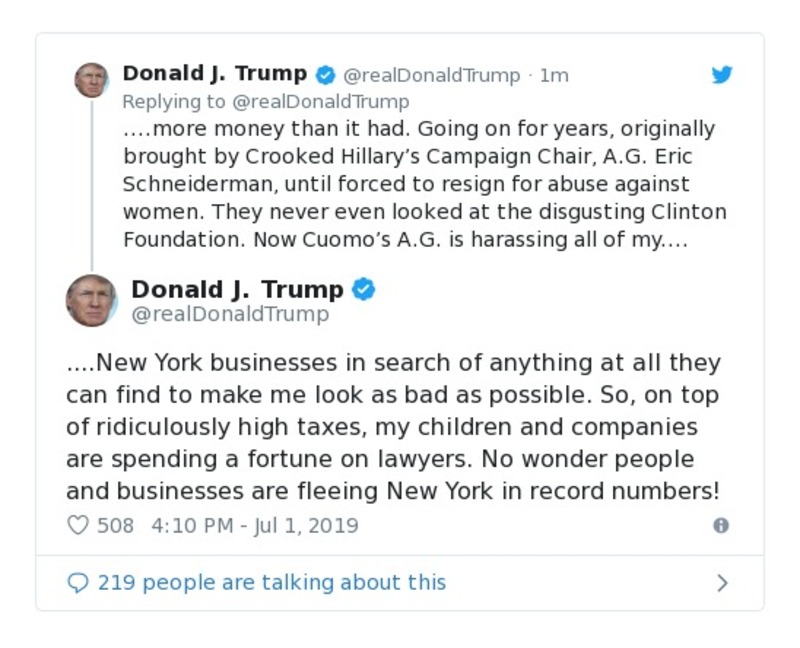 Donald J. Trump @realDonaldTrump · 1m
Replying to @realDonaldTrump
....more money than it had. Going on for years, originally
brought by Crooked Hillary’s Campaign Chair, A.G. Eric
Schneiderman, until forced to resign for abuse against
women. They never even looked at the disgusting Clinton
Foundation. Now Cuomo’s A.G. is harassing all of my....
Donald J. Trump
@realDonaldTrump
....New York businesses in search of anything at all they
can find to make me look as bad as possible. So, on top
of ridiculously high taxes, my children and companies
are spending a fortune on lawyers. No wonder people
and businesses are fleeing New York in record numbers!
508 4:10 PM - Jul 1, 2019
219 people are talking about this